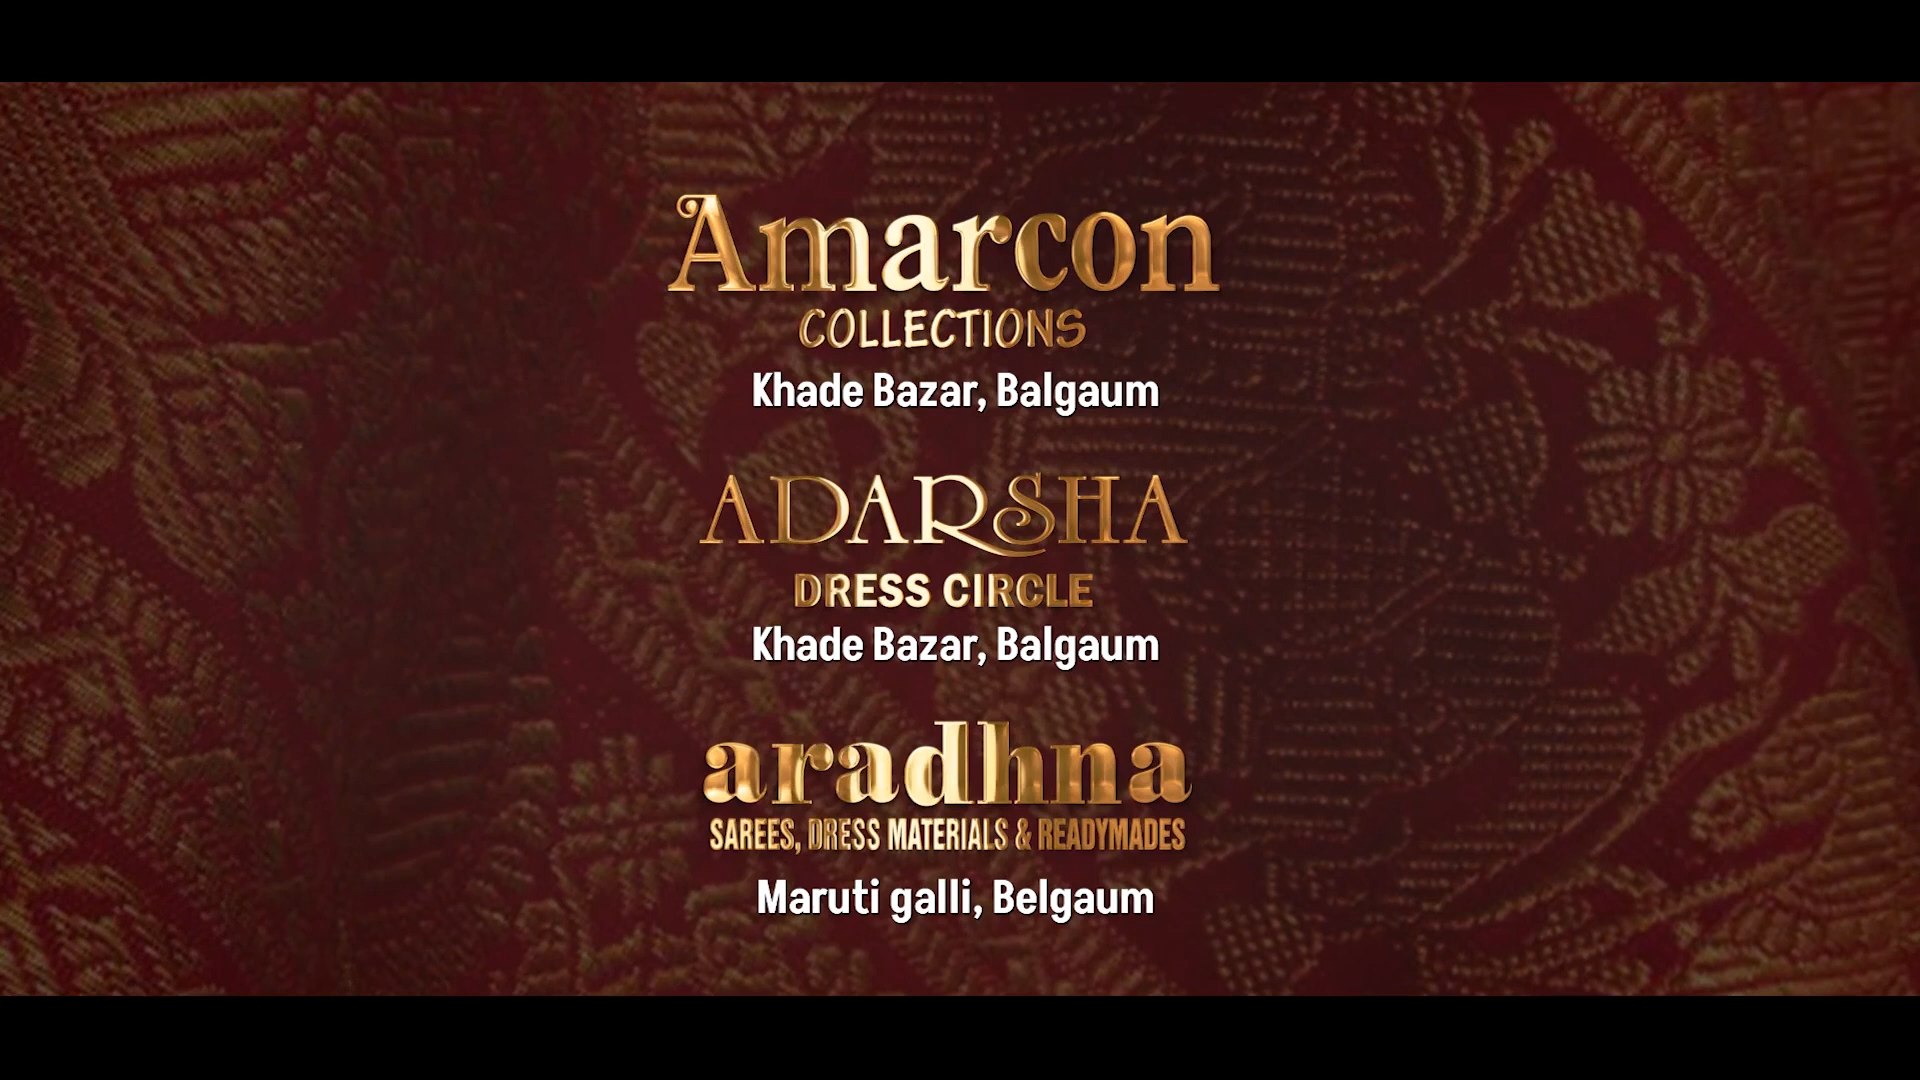 Amarcon
COLLECTIONS
Khade Bazar, Balgaum
ADARSHA
DRESS CIRCLE
Khade Bazar, Balgaum
aradhna
SAREES, DRESS MATERIALS & READYMADES
Maruti galli, Belgaum